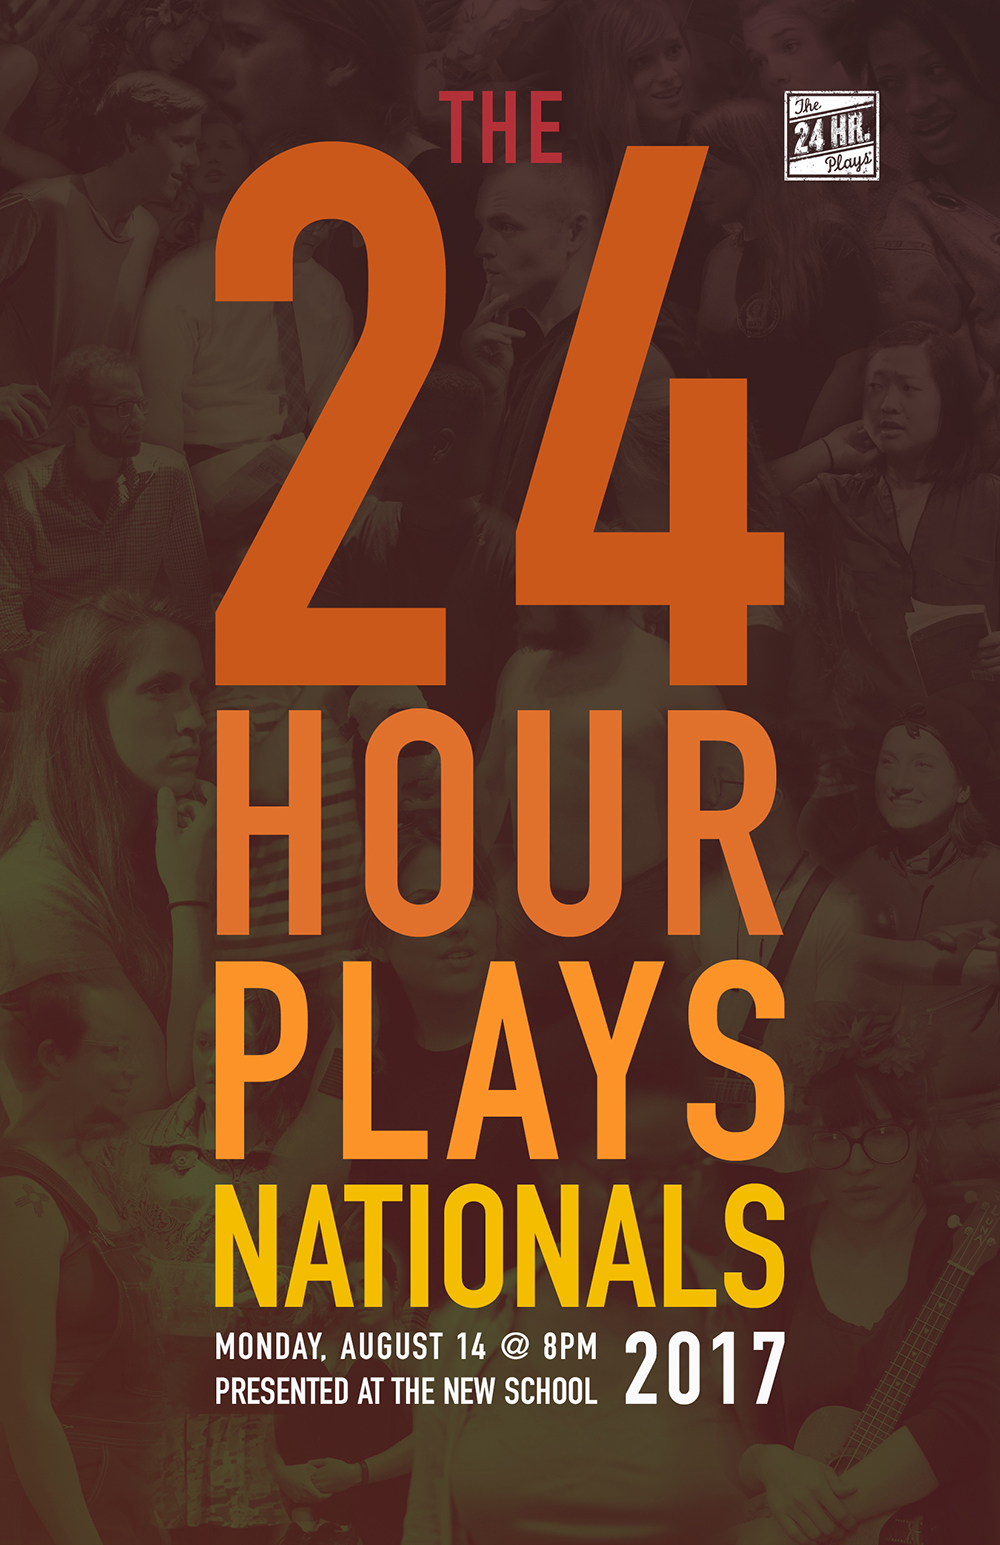 THE
The
24 HR.
Plays
24
HOUR
PLAYS
NATIONALS
MONDAY, AUGUST 14 @ 8PM
PRESENTED AT THE NEW SCHOOL
2017